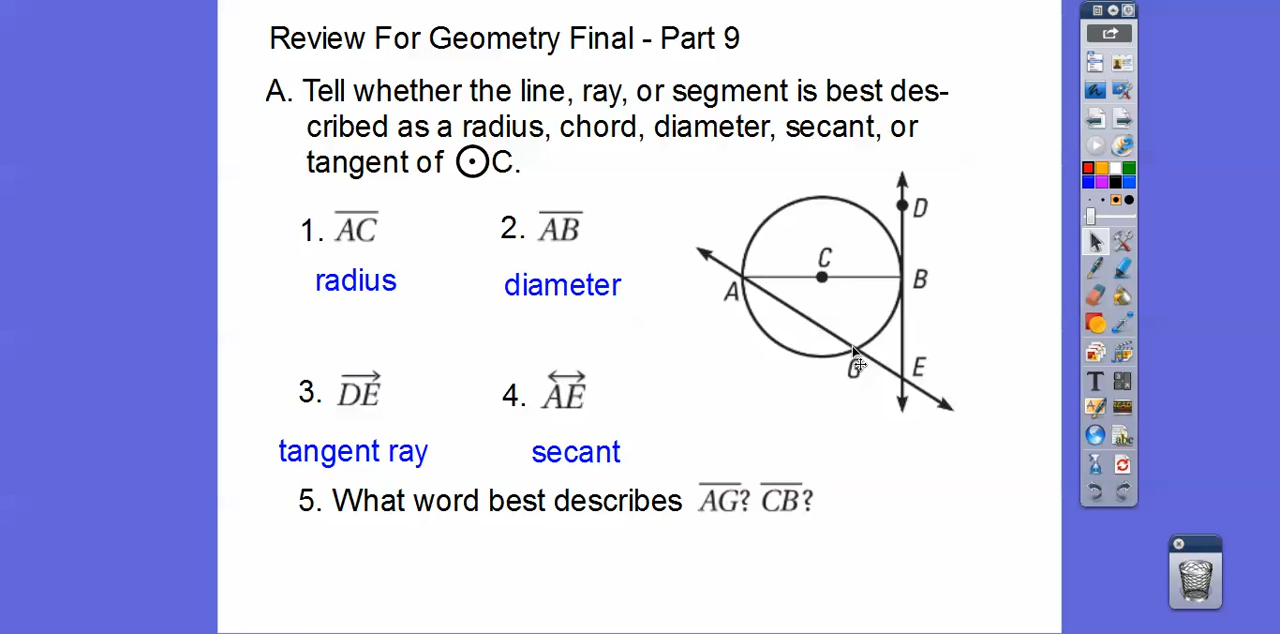 Review For Geometry Final - Part 9
A. Tell whether the line, ray, or segment is best des-
cribed as a radius, chord, diameter, secant, or
tangent of ⊙C.
1. AC
2. AB
radius
diameter
3. DE
4. AE
tangent ray
secant
5. What word best describes AG? CB?
D
C
A
B
G
E